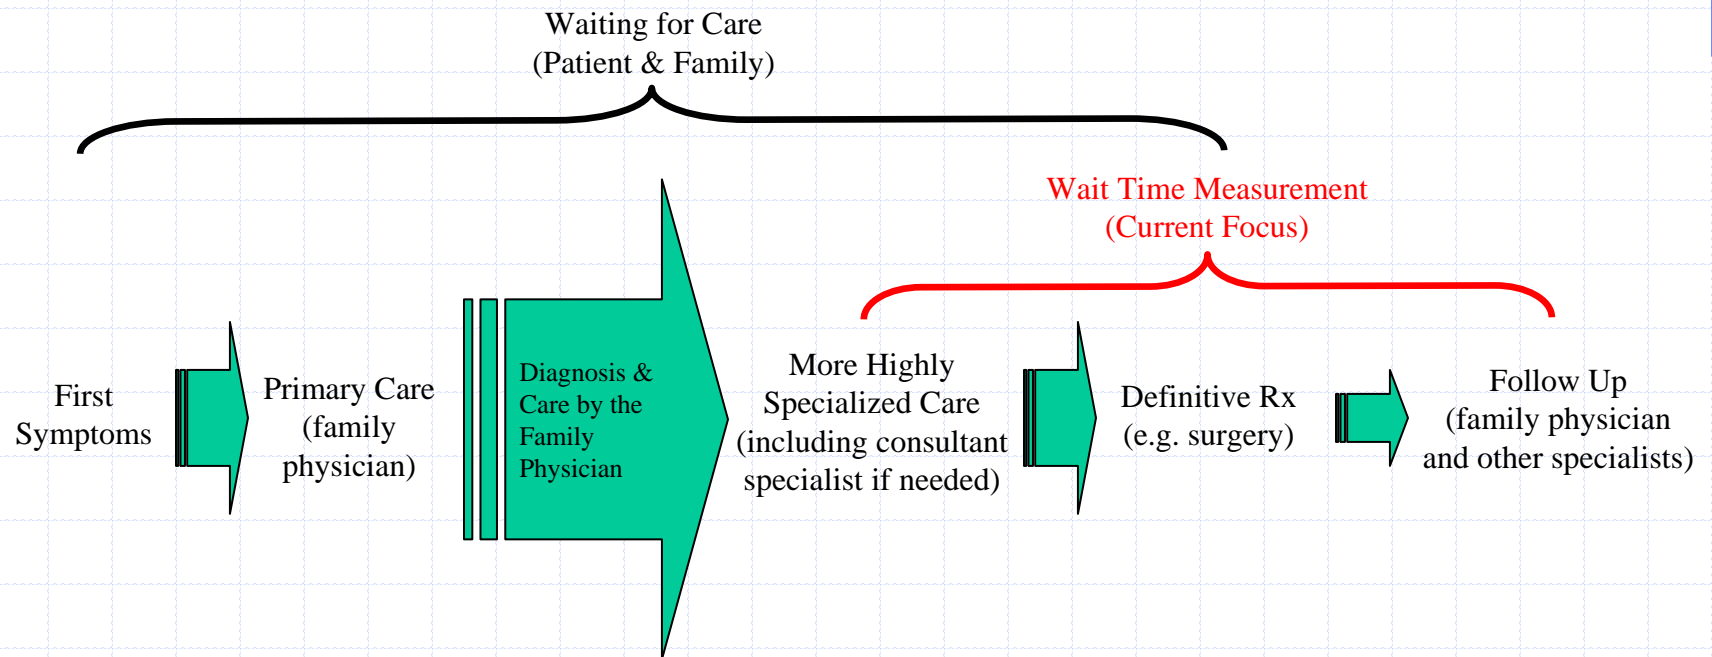 Waiting for Care
(Patient & Family)
Wait Time Measurement
(Current Focus)
First
Symptoms
Primary Care
(family
physician)
Diagnosis &
Care by the
Family
Physician
More Highly
Specialized Care
(including consultant
specialist if needed)
Definitive Rx
(e.g. surgery)
Follow Up
(family physician
and other specialists)